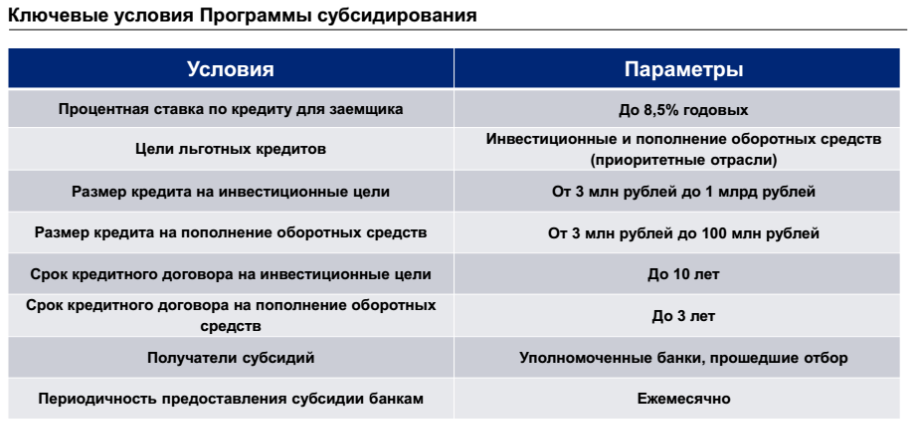 Ключевые условия Программы субсидирования
Условия
Параметры
Процентная ставка по кредиту для заемщика
До 8,5% годовых
Цели льготных кредитов
Инвестиционные и пополнение оборотных средств
(приоритетные отрасли)
Размер кредита на инвестиционные цели
От 3 млн рублей до 1 млрд рублей
Размер кредита на пополнение оборотных средств
От 3 млн рублей до 100 млн рублей
Срок кредитного договора на инвестиционные цели
До 10 лет
Срок кредитного договора на пополнение оборотных
средств
До 3 лет
Получатели субсидий
Уполномоченные банки, прошедшие отбор
Периодичность предоставления субсидии банкам
Ежемесячно